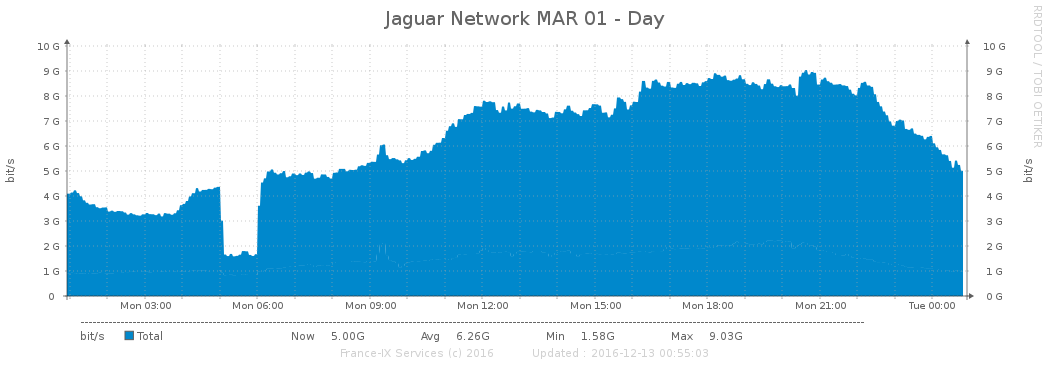 Jaguar Network MAR 01 - Day
RRDTOOL / TOBI OETIKER
bit/s
10 G 10 G
9 G 9 G
8 G 8 G
7 G 7 G
6 G 6 G
5 G 5 G
4 G 4 G
3 G 3 G
2 G 2 G
1 G 1 G
0 0 G
bit/s
Mon 03:00 Mon 06:00 Mon 09:00 Mon 12:00 Mon 15:00 Mon 18:00 Mon 21:00 Tue 00:00
bit/s Total Now 5.00G Avg 6.26G Min 1.58G Max 9.03G
France-IX Services (c) 2016 Updated : 2016-12-13 00:55:03